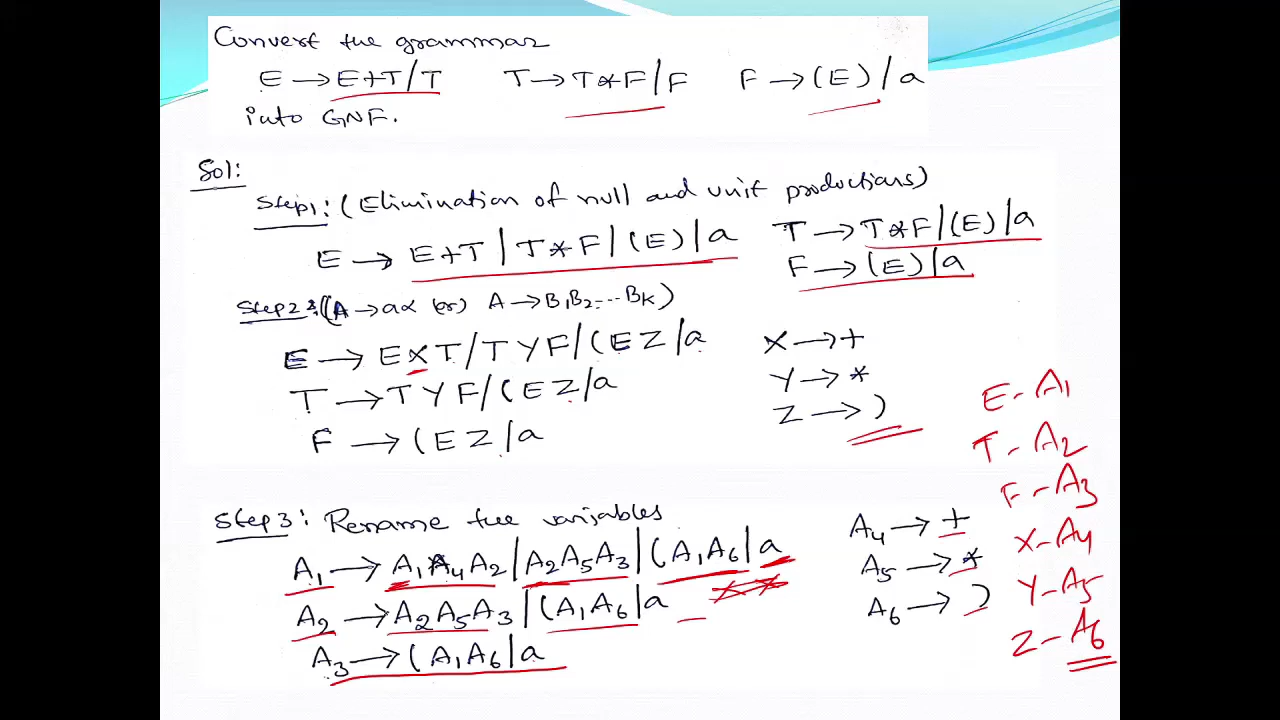 Convert the grammar
E → E+T/T T → T*F/F F → (E)/a
into GNF.
Sol:
Step1: (Elimination of null and unit productions)
E → E+T | T*F | (E) | a T → T*F | (E) | a
F → (E) | a
Step2: (A → aα (or) A → B₁B₂...Bₖ)
E → EXT/TYF/(EZ/a X → +
T → TYF/(EZ/a Y → *
F → (EZ/a Z → )
E - A₁
T - A₂
F - A₃
X - A₄
Y - A₅
Z - A₆
Step3: Rename the variables
A₁ → A₁A₄A₂ | A₂A₅A₃ | (A₁A₆ | a A₄ → +
A₂ → A₂A₅A₃ | (A₁A₆ | a A₅ → *
A₃ → (A₁A₆ | a A₆ → )